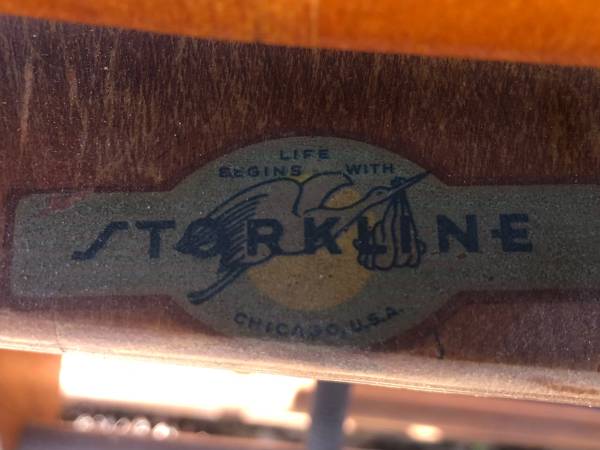 LIFE
BEGINS WITH
STORKLINE
CHICAGO, U.S.A.